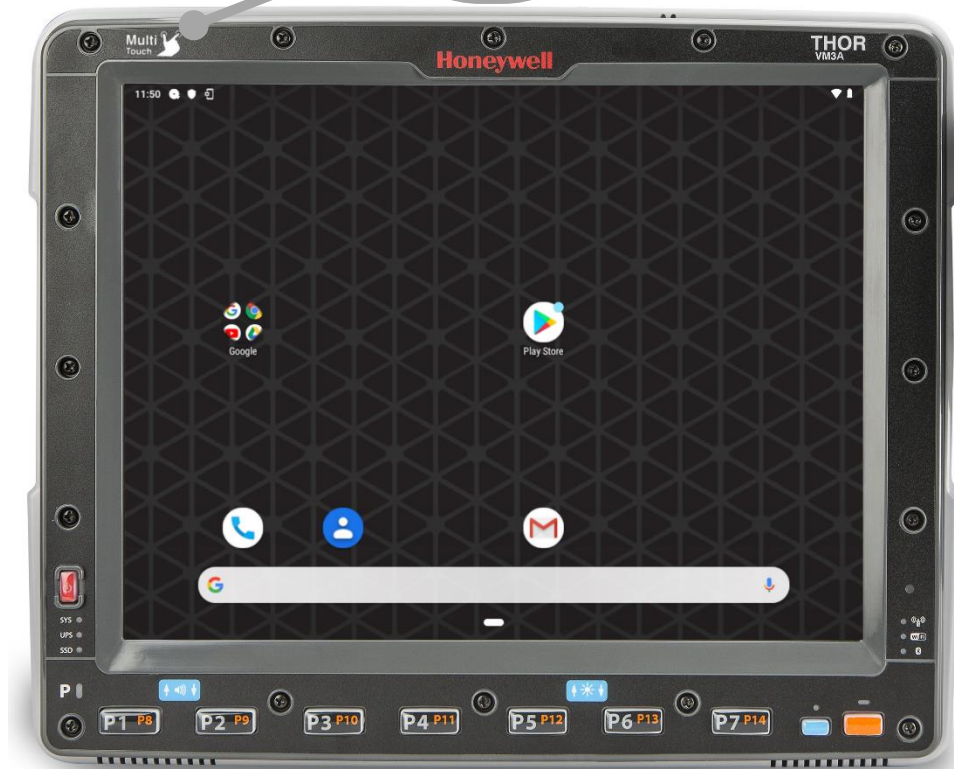 Multi
Touch
Honeywell
THOR
VM3A
11:50
Google
Play Store
SYS
UPS
SSD
WiFi
P
P1 P8
P2 P9
P3 P10
P4 P11
P5 P12
P6 P13
P7 P14